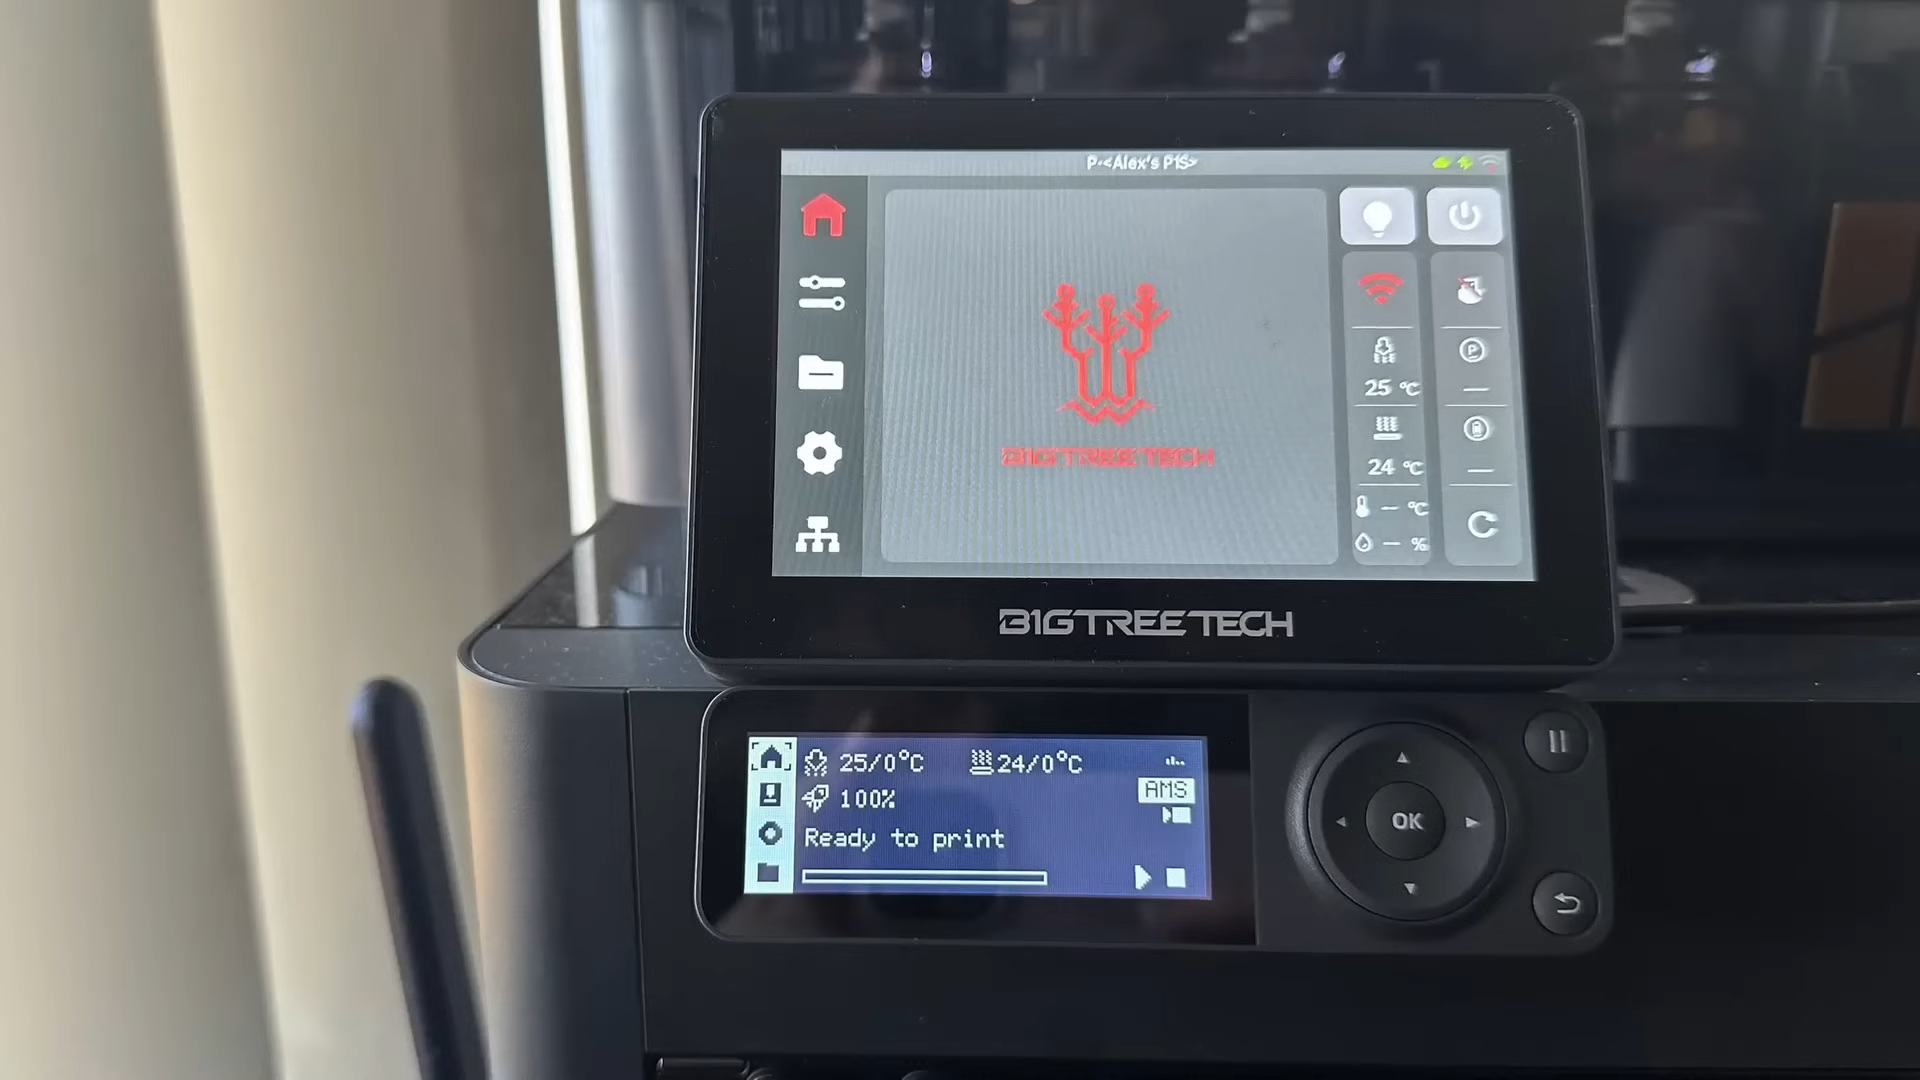 P-<Alex's P1S>
BIGTREETECH
25 °C
P
—
24 °C
—
— °C
— %
BIGTREETECH
25/0°C 24/0°C
AMS
100%
Ready to print
OK